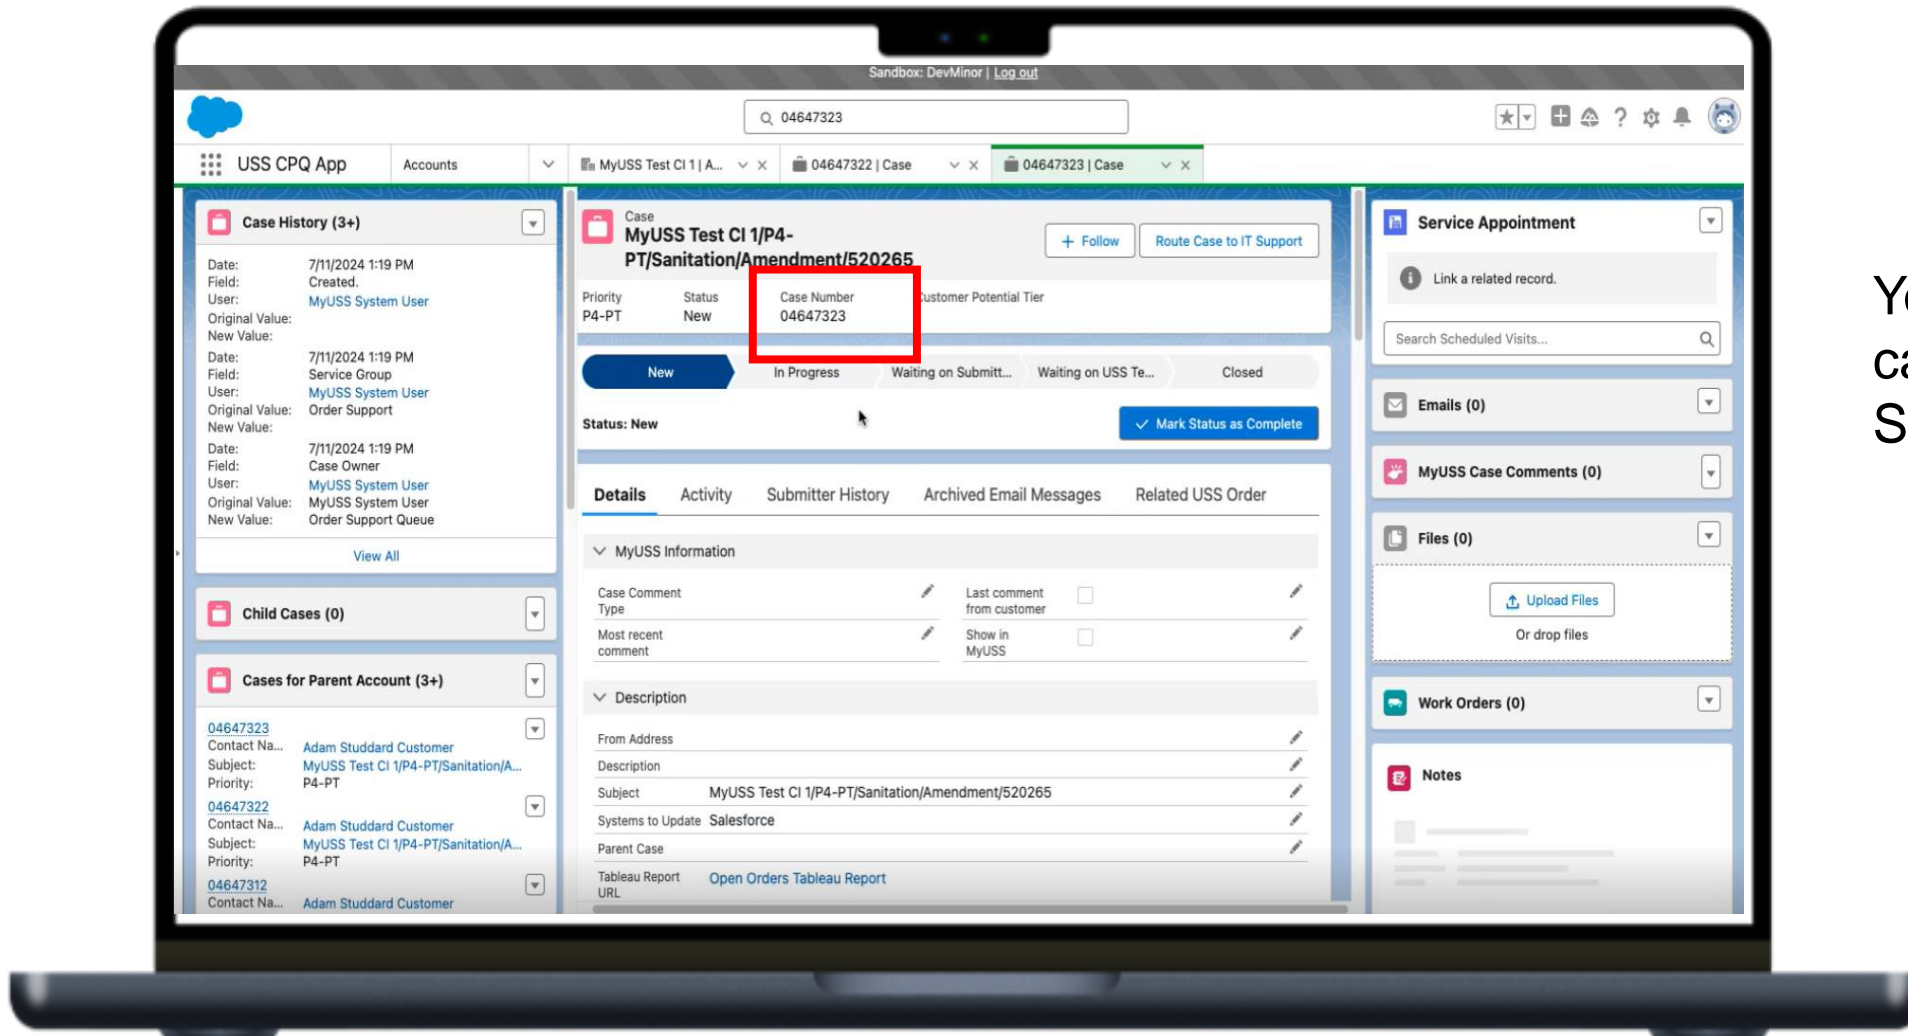 Sandbox: DevMinor | Log out
04647323
USS CPQ App
Accounts
MyUSS Test CI 1 | A...
04647322 | Case
04647323 | Case
Case History (3+)
Date: 7/11/2024 1:19 PM
Field: Created.
User: MyUSS System User
Original Value:
New Value:
Date: 7/11/2024 1:19 PM
Field: Service Group
User: MyUSS System User
Original Value: Order Support
New Value:
Date: 7/11/2024 1:19 PM
Field: Case Owner
User: MyUSS System User
Original Value: MyUSS System User
New Value: Order Support Queue
View All
Child Cases (0)
Cases for Parent Account (3+)
04647323
Contact Na... Adam Studdard Customer
Subject: MyUSS Test CI 1/P4-PT/Sanitation/A...
Priority: P4-PT
04647322
Contact Na... Adam Studdard Customer
Subject: MyUSS Test CI 1/P4-PT/Sanitation/A...
Priority: P4-PT
04647312
Contact Na... Adam Studdard Customer
Case
MyUSS Test CI 1/P4-
PT/Sanitation/Amendment/520265
+ Follow
Route Case to IT Support
Priority Status Case Number Customer Potential Tier
P4-PT New 04647323
New In Progress Waiting on Submitt... Waiting on USS Te... Closed
Status: New
Mark Status as Complete
Details Activity Submitter History Archived Email Messages Related USS Order
MyUSS Information
Case Comment
Type
Last comment
from customer
Most recent
comment
Show in
MyUSS
Description
From Address
Description
Subject MyUSS Test CI 1/P4-PT/Sanitation/Amendment/520265
Systems to Update Salesforce
Parent Case
Tableau Report
URL
Open Orders Tableau Report
Service Appointment
Link a related record.
Search Scheduled Visits...
Emails (0)
MyUSS Case Comments (0)
Files (0)
Upload Files
Or drop files
Work Orders (0)
Notes